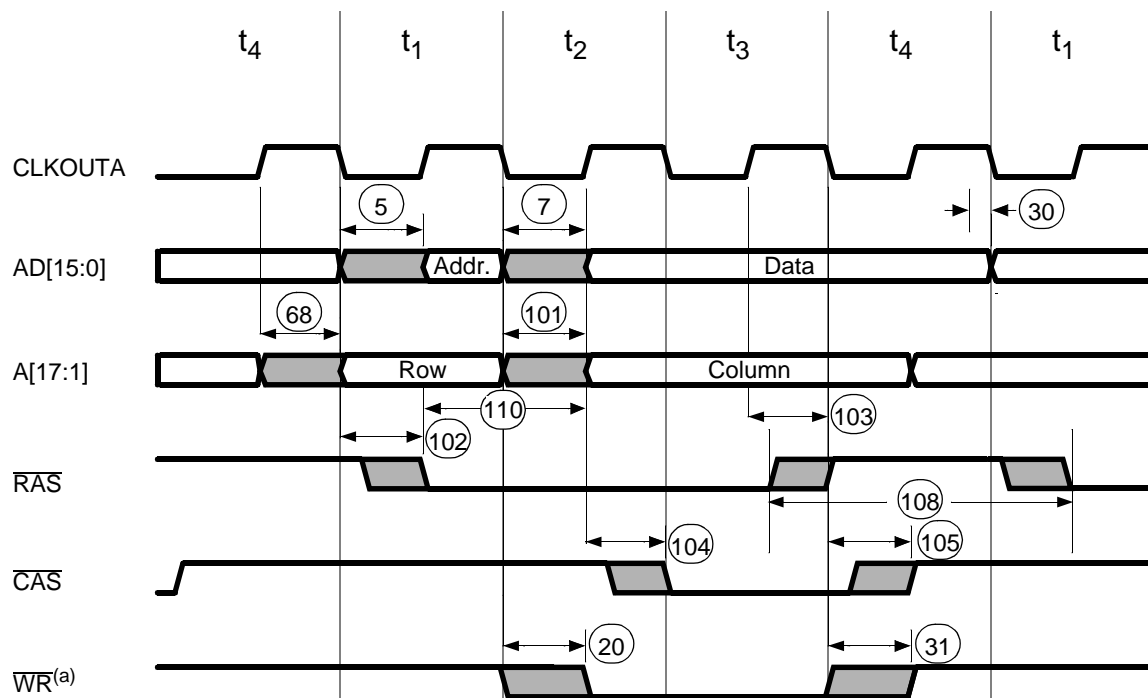 t4 t1 t2 t3 t4 t1
CLKOUTA
5 7 30
AD[15:0] Addr. Data
68 101
A[17:1] Row Column
110 103
102
RAS
108
104 105
CAS
20 31
WR(a)